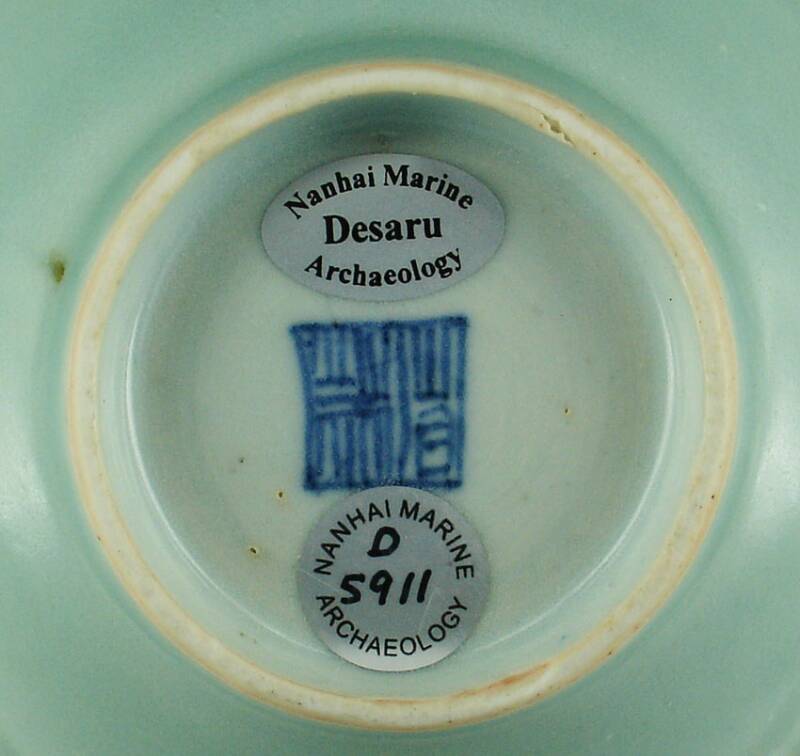 Nanhai Marine
Desaru
Archaeology
NANHAI MARINE
D
5911
ARCHAEOLOGY